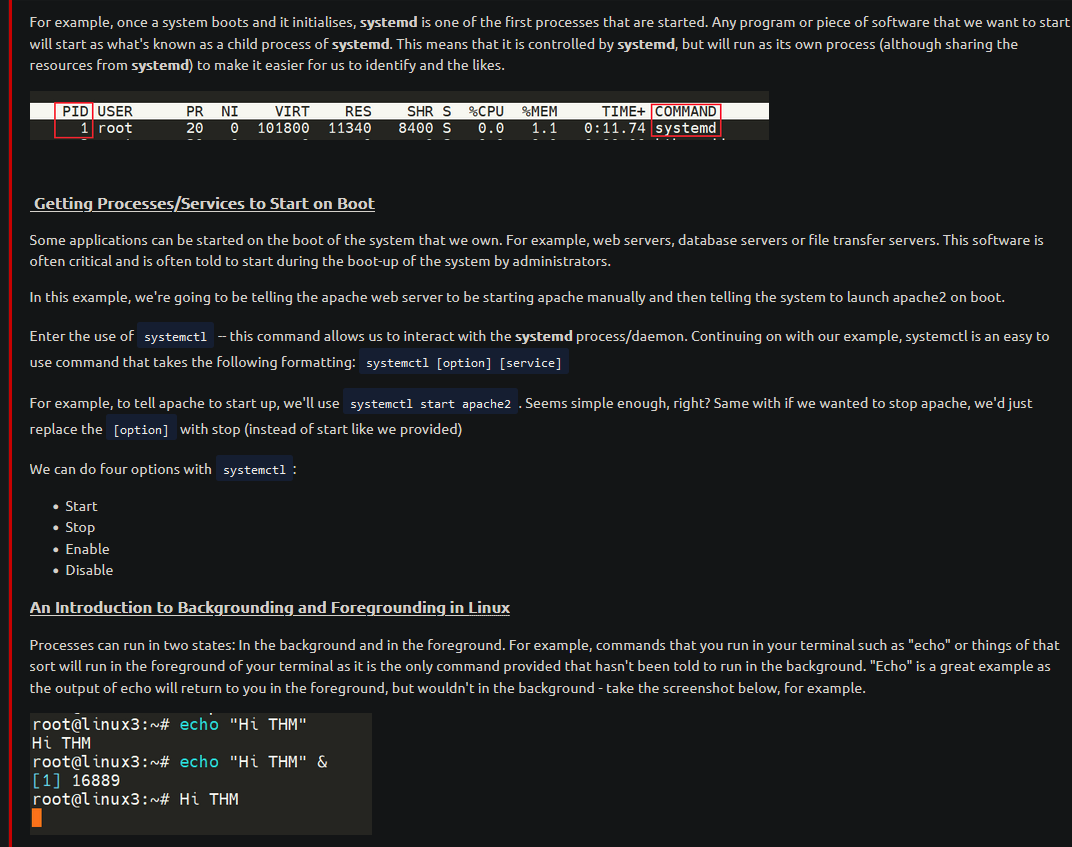 For example, once a system boots and it initialises, systemd is one of the first processes that are started. Any program or piece of software that we want to start
will start as what's known as a child process of systemd. This means that it is controlled by systemd, but will run as its own process (although sharing the
resources from systemd) to make it easier for us to identify and the likes.
PID USER PR NI VIRT RES SHR S %CPU %MEM TIME+ COMMAND
1 root 20 0 101800 11340 8400 S 0.0 1.1 0:11.74 systemd
Getting Processes/Services to Start on Boot
Some applications can be started on the boot of the system that we own. For example, web servers, database servers or file transfer servers. This software is
often critical and is often told to start during the boot-up of the system by administrators.
In this example, we're going to be telling the apache web server to be starting apache manually and then telling the system to launch apache2 on boot.
Enter the use of systemctl -- this command allows us to interact with the systemd process/daemon. Continuing on with our example, systemctl is an easy to
use command that takes the following formatting: systemctl [option] [service]
For example, to tell apache to start up, we'll use systemctl start apache2 . Seems simple enough, right? Same with if we wanted to stop apache, we'd just
replace the [option] with stop (instead of start like we provided)
We can do four options with systemctl :
• Start
• Stop
• Enable
• Disable
An Introduction to Backgrounding and Foregrounding in Linux
Processes can run in two states: In the background and in the foreground. For example, commands that you run in your terminal such as "echo" or things of that
sort will run in the foreground of your terminal as it is the only command provided that hasn't been told to run in the background. "Echo" is a great example as
the output of echo will return to you in the foreground, but wouldn't in the background - take the screenshot below, for example.
root@linux3:~# echo "Hi THM"
Hi THM
root@linux3:~# echo "Hi THM" &
[1] 16889
root@linux3:~# Hi THM